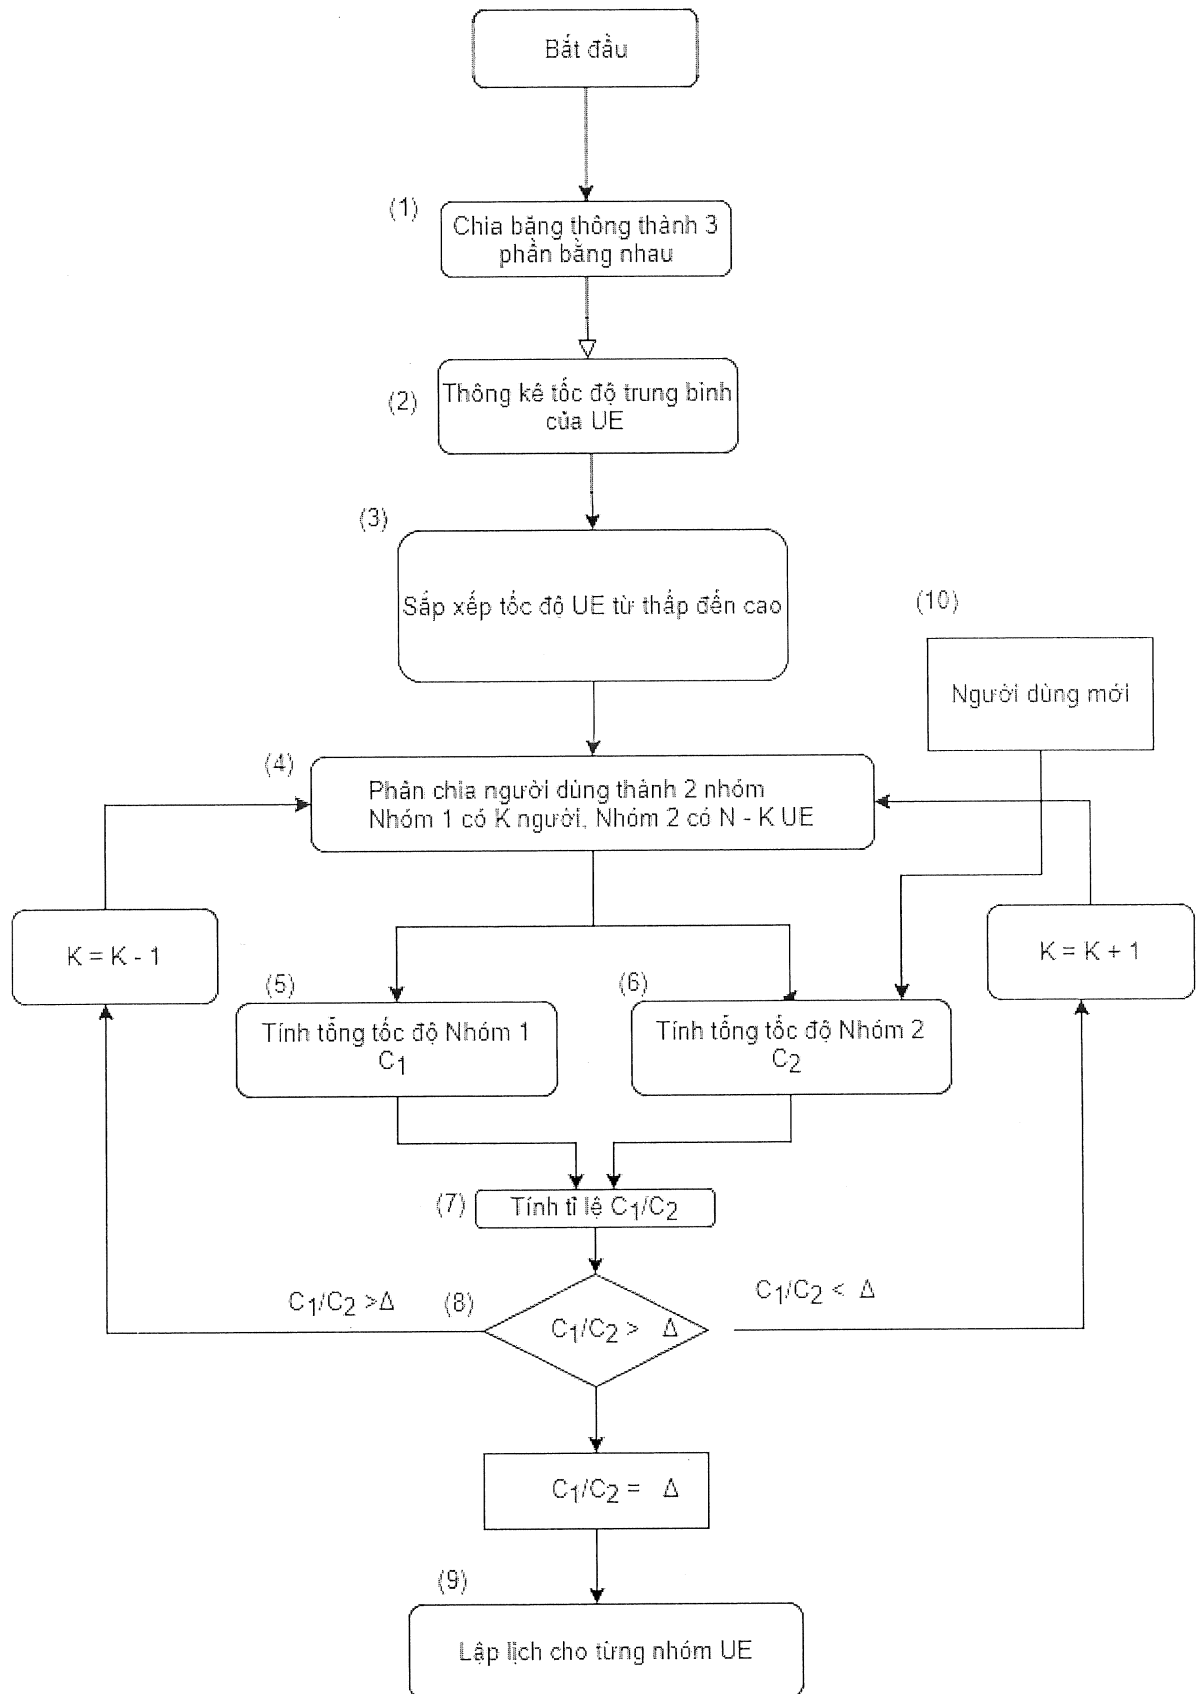 Bắt đầu
(1)
Chia băng thông thành 3
phần bằng nhau
(2)
Thông kê tốc độ trung bình
của UE
(3)
Sắp xếp tốc độ UE từ thấp đến cao
(10)
Người dùng mới
(4)
Phân chia người dùng thành 2 nhóm
Nhóm 1 có K người, Nhóm 2 có N - K UE
K = K - 1
K = K + 1
(5)
Tính tổng tốc độ Nhóm 1
C1
(6)
Tính tổng tốc độ Nhóm 2
C2
(7)
Tính tỉ lệ C1/C2
C1/C2 >Δ
(8)
C1/C2 > Δ
C1/C2 < Δ
C1/C2 = Δ
(9)
Lập lịch cho từng nhóm UE